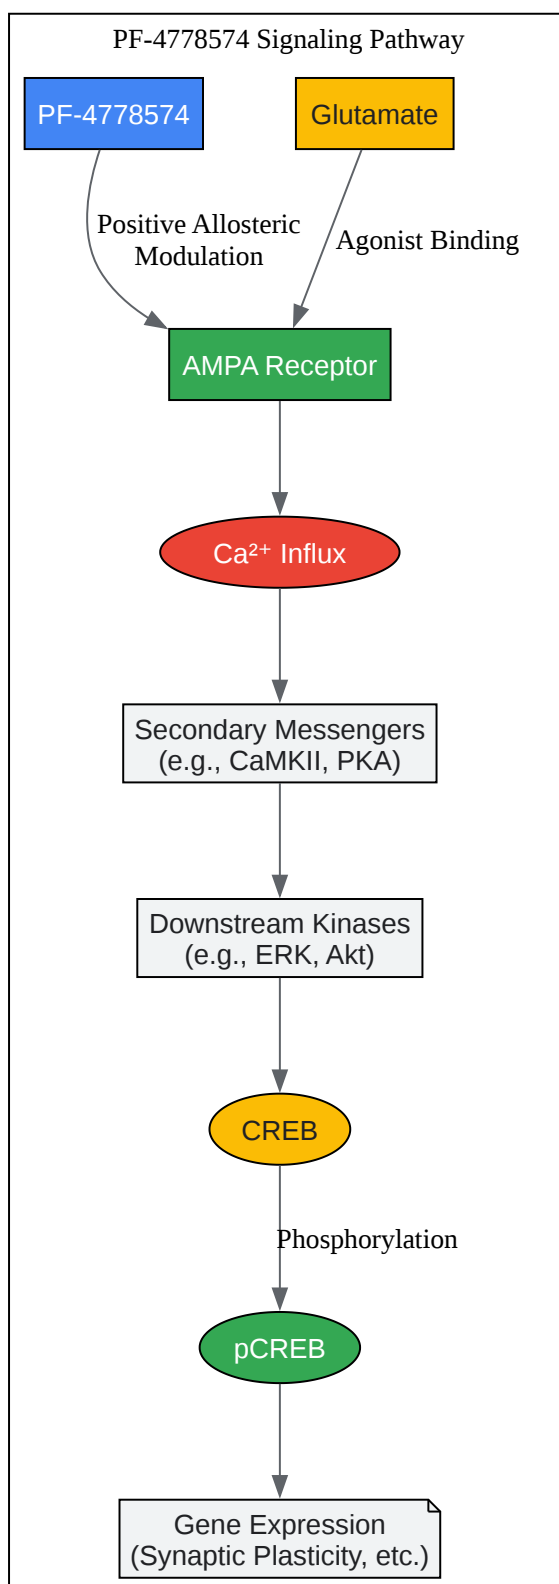 PF-4778574 Signaling Pathway
PF-4778574
Glutamate
Positive Allosteric
Modulation
Agonist Binding
AMPA Receptor
Ca²⁺ Influx
Secondary Messengers
(e.g., CaMKII, PKA)
Downstream Kinases
(e.g., ERK, Akt)
CREB
Phosphorylation
pCREB
Gene Expression
(Synaptic Plasticity, etc.)